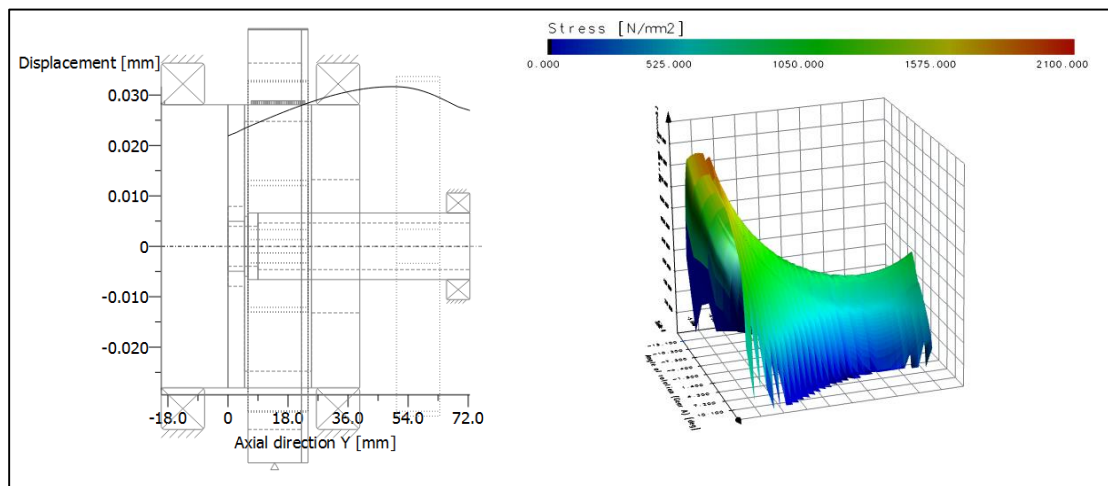 Stress [N/mm2]
0.000 525.000 1050.000 1575.000 2100.000
Displacement [mm]
0.030
0.020
0.010
0
-0.010
-0.020
-18.0 0 18.0 36.0 54.0 72.0
Axial direction Y [mm]